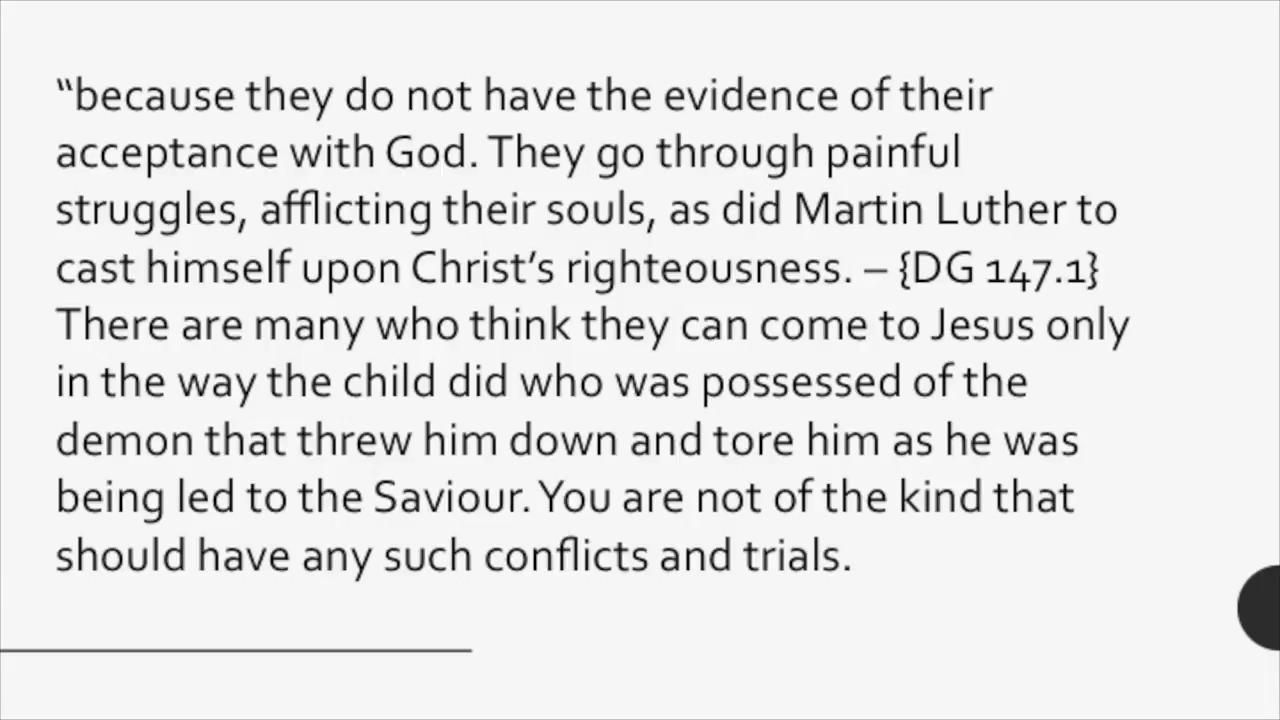 “because they do not have the evidence of their
acceptance with God. They go through painful
struggles, afflicting their souls, as did Martin Luther to
cast himself upon Christ’s righteousness. – {DG 147.1}
There are many who think they can come to Jesus only
in the way the child did who was possessed of the
demon that threw him down and tore him as he was
being led to the Saviour. You are not of the kind that
should have any such conflicts and trials.